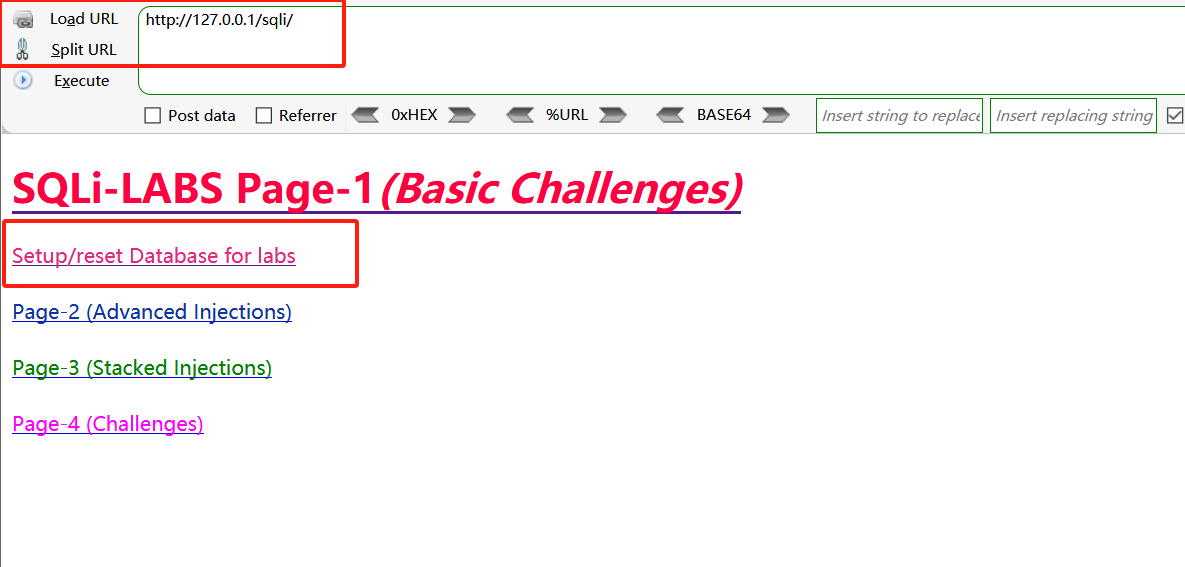 Load URL
http://127.0.0.1/sqli/
Split URL
Execute
Post data Referrer 0xHEX %URL BASE64 Insert string to replace Insert replacing string
SQLi-LABS Page-1(Basic Challenges)
Setup/reset Database for labs
Page-2 (Advanced Injections)
Page-3 (Stacked Injections)
Page-4 (Challenges)